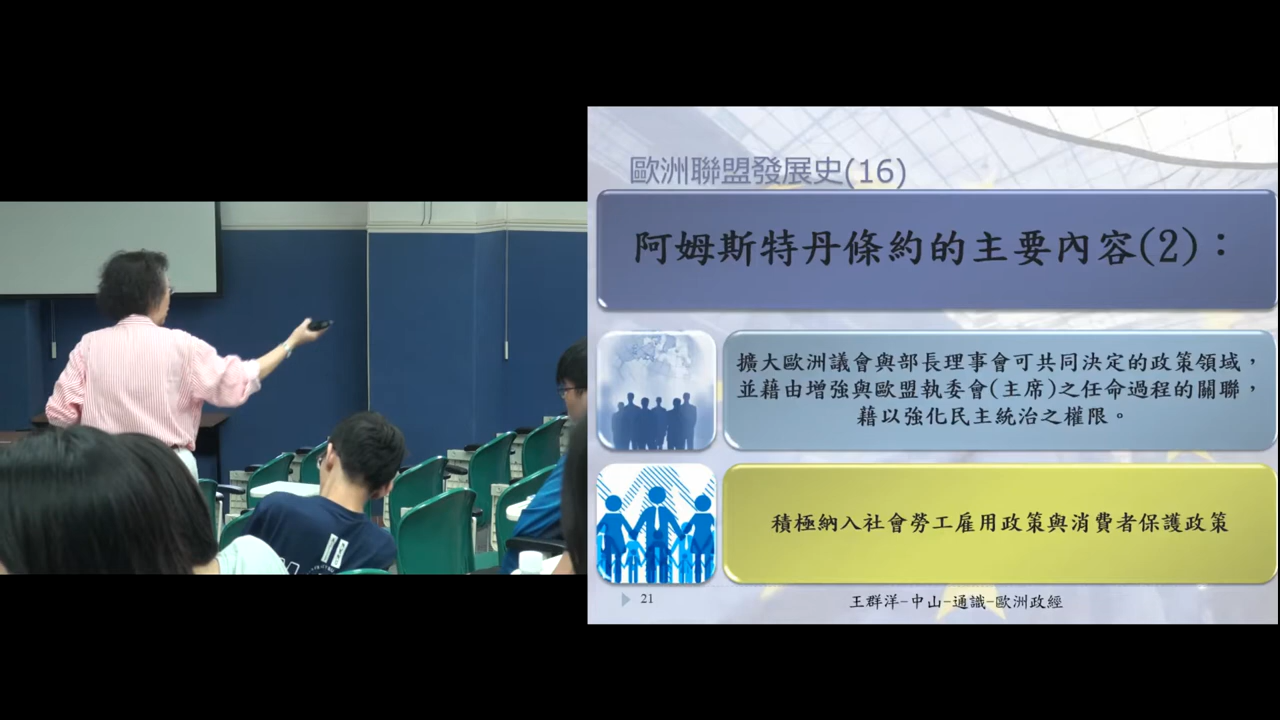 歐洲聯盟發展史(16)
阿姆斯特丹條約的主要內容(2)：
擴大歐洲議會與部長理事會可共同決定的政策領域，
並藉由增強與歐盟執委會(主席)之任命過程的關聯，
藉以強化民主統治之權限。
積極納入社會勞工雇用政策與消費者保護政策
21
王群洋-中山-通識-歐洲政經